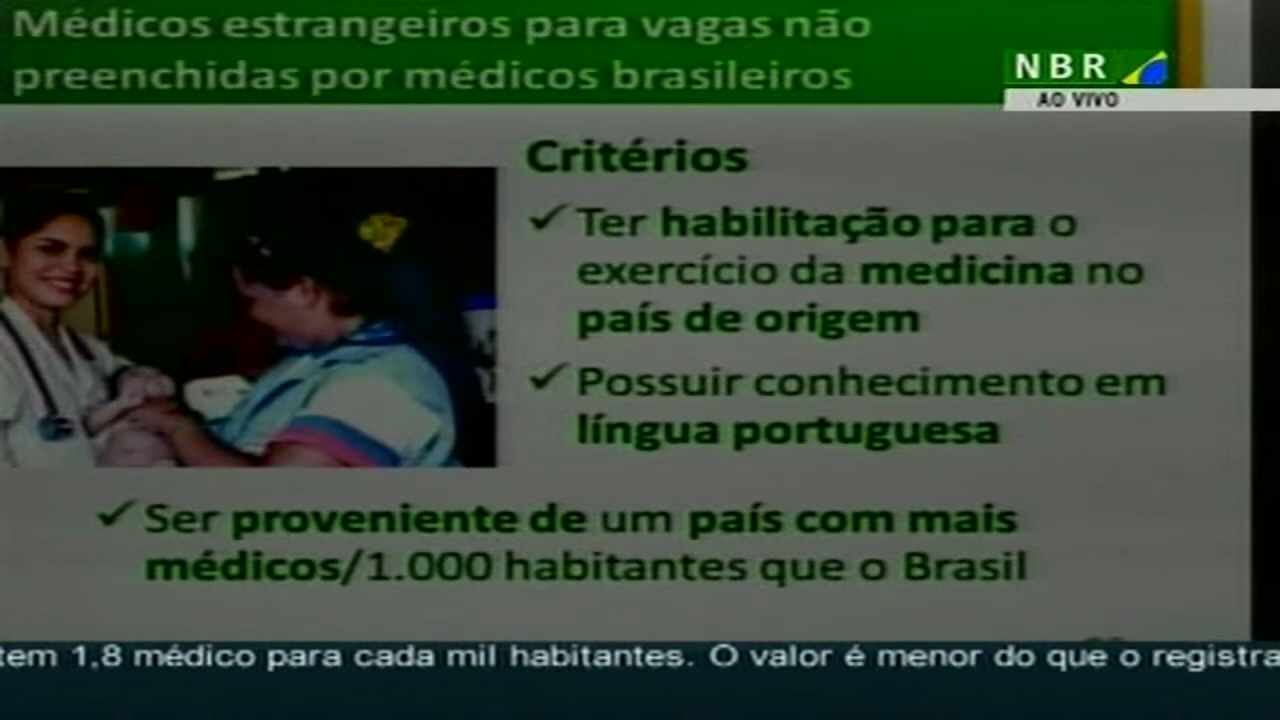 Médicos estrangeiros para vagas não
preenchidas por médicos brasileiros
NBR
AO VIVO
Critérios
Ter habilitação para o
exercício da medicina no
país de origem
Possuir conhecimento em
língua portuguesa
Ser proveniente de um país com mais
médicos/1.000 habitantes que o Brasil
tem 1,8 médico para cada mil habitantes. O valor é menor do que o registra